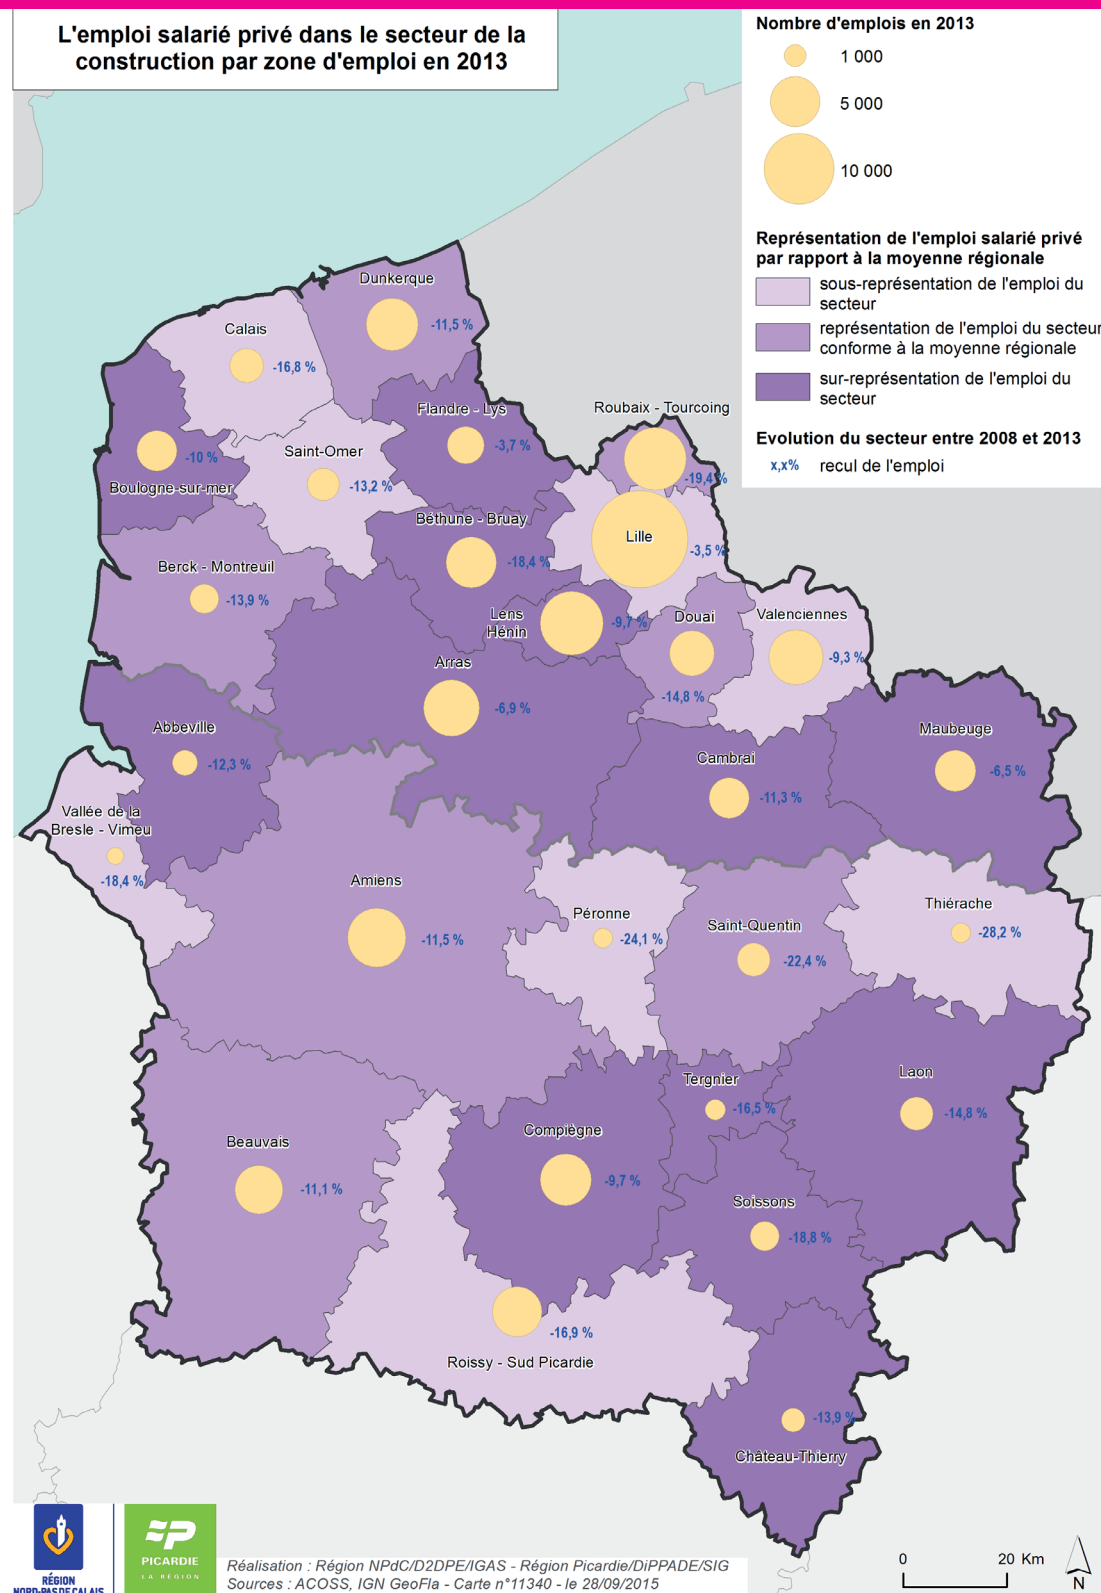 L'emploi salarié privé dans le secteur de la
construction par zone d'emploi en 2013
Nombre d'emplois en 2013
1 000
5 000
10 000
Représentation de l'emploi salarié privé
par rapport à la moyenne régionale
sous-représentation de l'emploi du
secteur
représentation de l'emploi du secteur
conforme à la moyenne régionale
sur-représentation de l'emploi du
secteur
Evolution du secteur entre 2008 et 2013
x,x% recul de l'emploi
Dunkerque
-11,5 %
Calais
-16,8 %
Flandre - Lys
-3,7 %
Roubaix - Tourcoing
-19,4 %
Saint-Omer
-13,2 %
-10 %
Boulogne-sur-mer
Béthune - Bruay
-18,4 %
Lille
-3,5 %
Berck - Montreuil
-13,9 %
Lens
Hénin
-9,7 %
Douai
-14,8 %
Valenciennes
-9,3 %
Arras
-6,9 %
Abbeville
-12,3 %
Cambrai
-11,3 %
Maubeuge
-6,5 %
Vallée de la
Bresle - Vimeu
-18,4 %
Amiens
-11,5 %
Péronne
-24,1 %
Saint-Quentin
-22,4 %
Thiérache
-28,2 %
Tergnier
-16,5 %
Laon
-14,8 %
Beauvais
-11,1 %
Compiègne
-9,7 %
Soissons
-18,8 %
-16,9 %
Roissy - Sud Picardie
-13,9 %
Château-Thierry
RÉGION
NORD-PAS DE CALAIS
PICARDIE
LA RÉGION
Réalisation : Région NPdC/D2DPE/IGAS - Région Picardie/DiPPADE/SIG
Sources : ACOSS, IGN GeoFla - Carte n°11340 - le 28/09/2015
0 20 Km
N